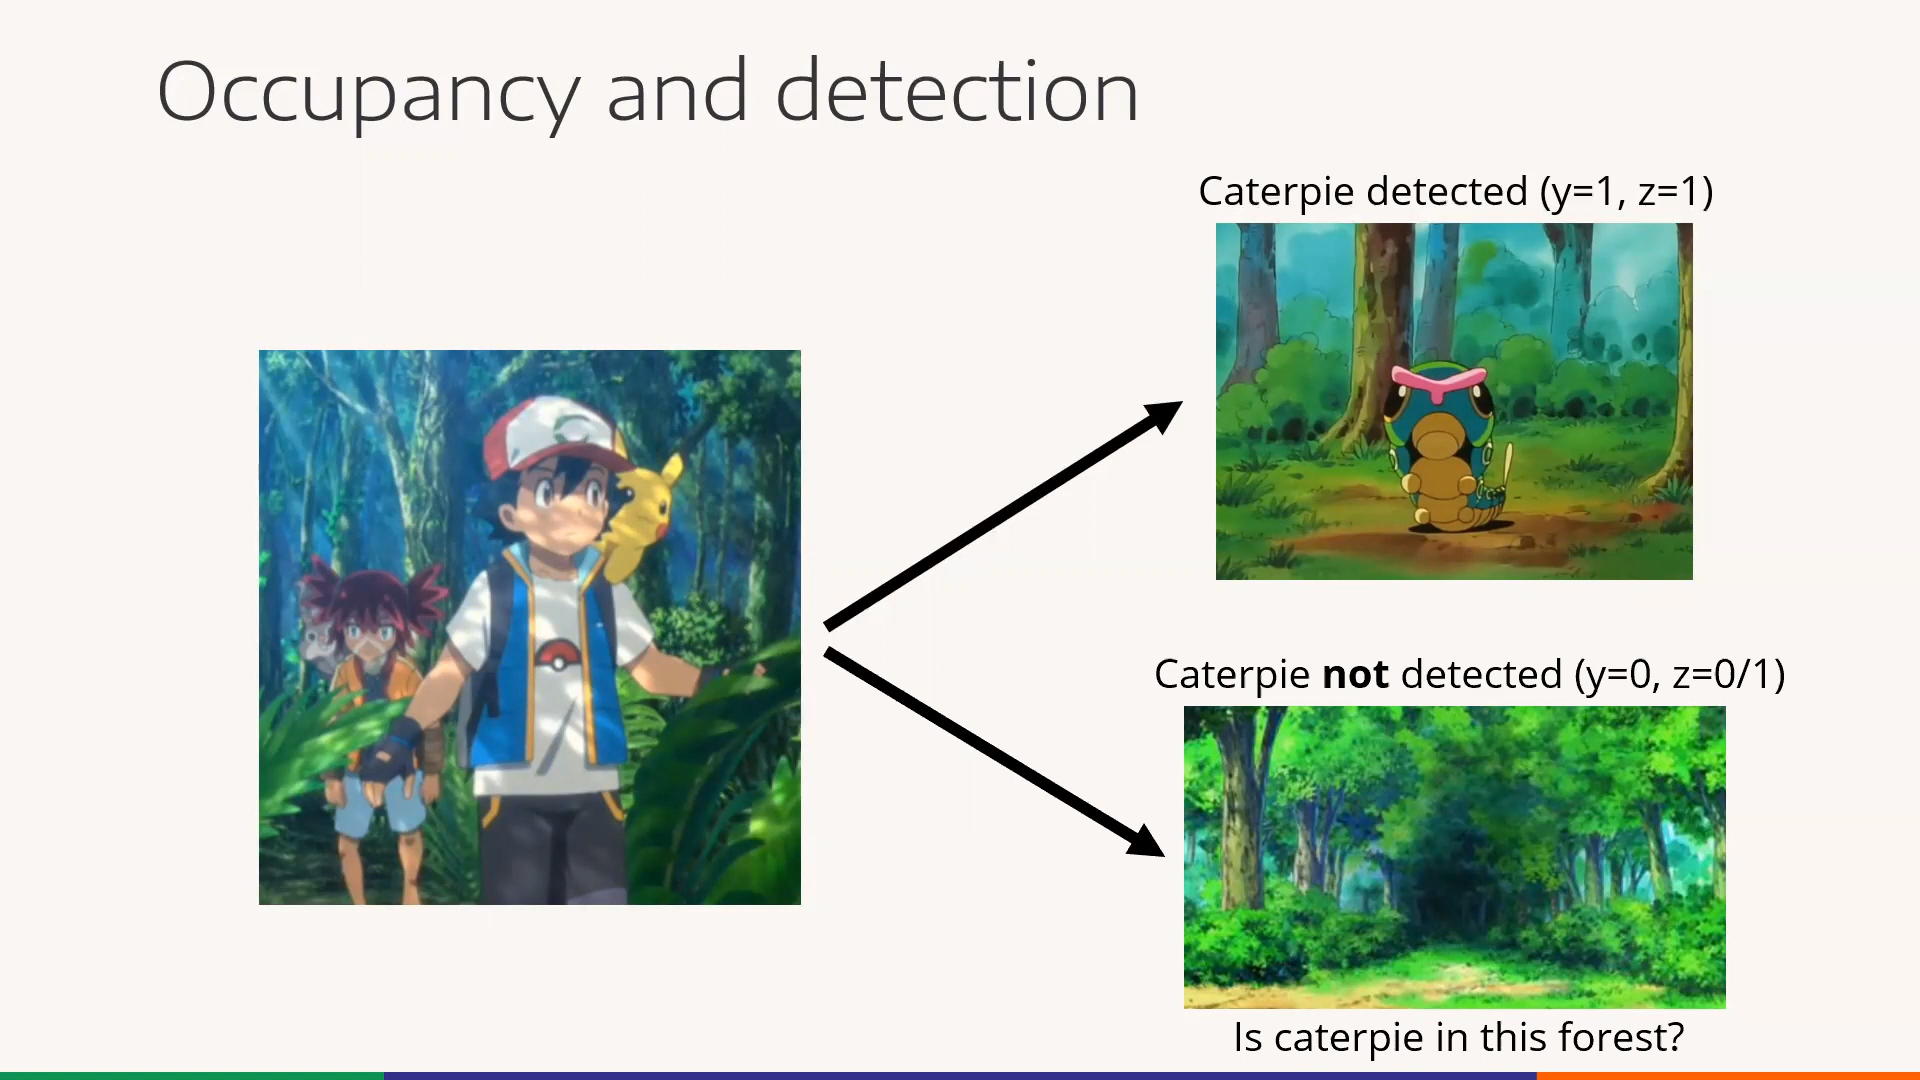 Occupancy and detection
Caterpie detected (y=1, z=1)
Caterpie not detected (y=0, z=0/1)
Is caterpie in this forest?